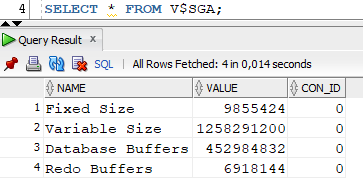 4 SELECT * FROM V$SGA;
Query Result ×
SQL | All Rows Fetched: 4 in 0,014 seconds
NAME VALUE CON_ID
1 Fixed Size 9855424 0
2 Variable Size 1258291200 0
3 Database Buffers 452984832 0
4 Redo Buffers 6918144 0